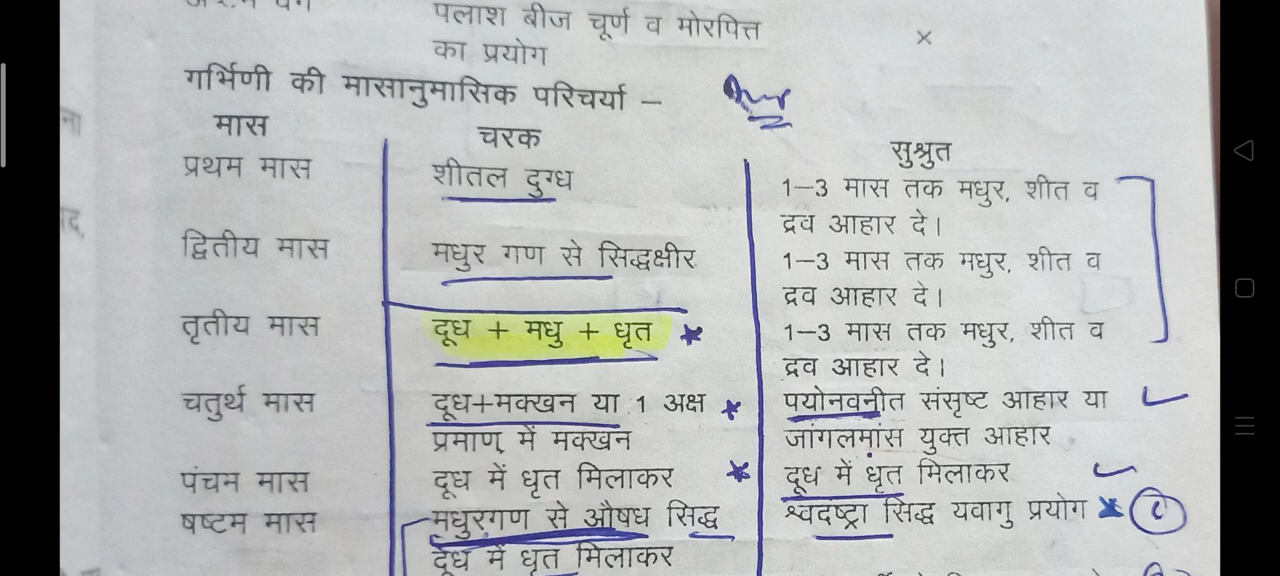 पलाश बीज चूर्ण व मोरपित्त
का प्रयोग ×
गर्भिणी की मासानुमासिक परिचर्या –
मास चरक सुश्रुत
प्रथम मास शीतल दुग्ध 1–3 मास तक मधुर, शीत व
द्रव आहार दे।
द्वितीय मास मधुर गण से सिद्धक्षीर 1–3 मास तक मधुर, शीत व
द्रव आहार दे।
तृतीय मास दूध + मधु + धृत 1–3 मास तक मधुर, शीत व
द्रव आहार दे।
चतुर्थ मास दूध+मक्खन या 1 अक्ष पयोनवनीत संसृष्ट आहार या
प्रमाण में मक्खन जांगलमांस युक्त आहार
पंचम मास दूध में धृत मिलाकर दूध में धृत मिलाकर
षष्टम मास मधुरगण से औषध सिद्ध श्वदंष्ट्रा सिद्ध यवागु प्रयोग
दूध में धृत मिलाकर